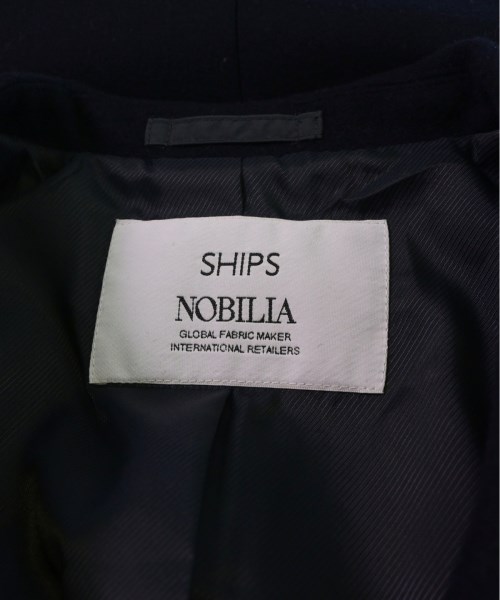 SHIPS
NOBILIA
GLOBAL FABRIC MAKER
INTERNATIONAL RETAILERS